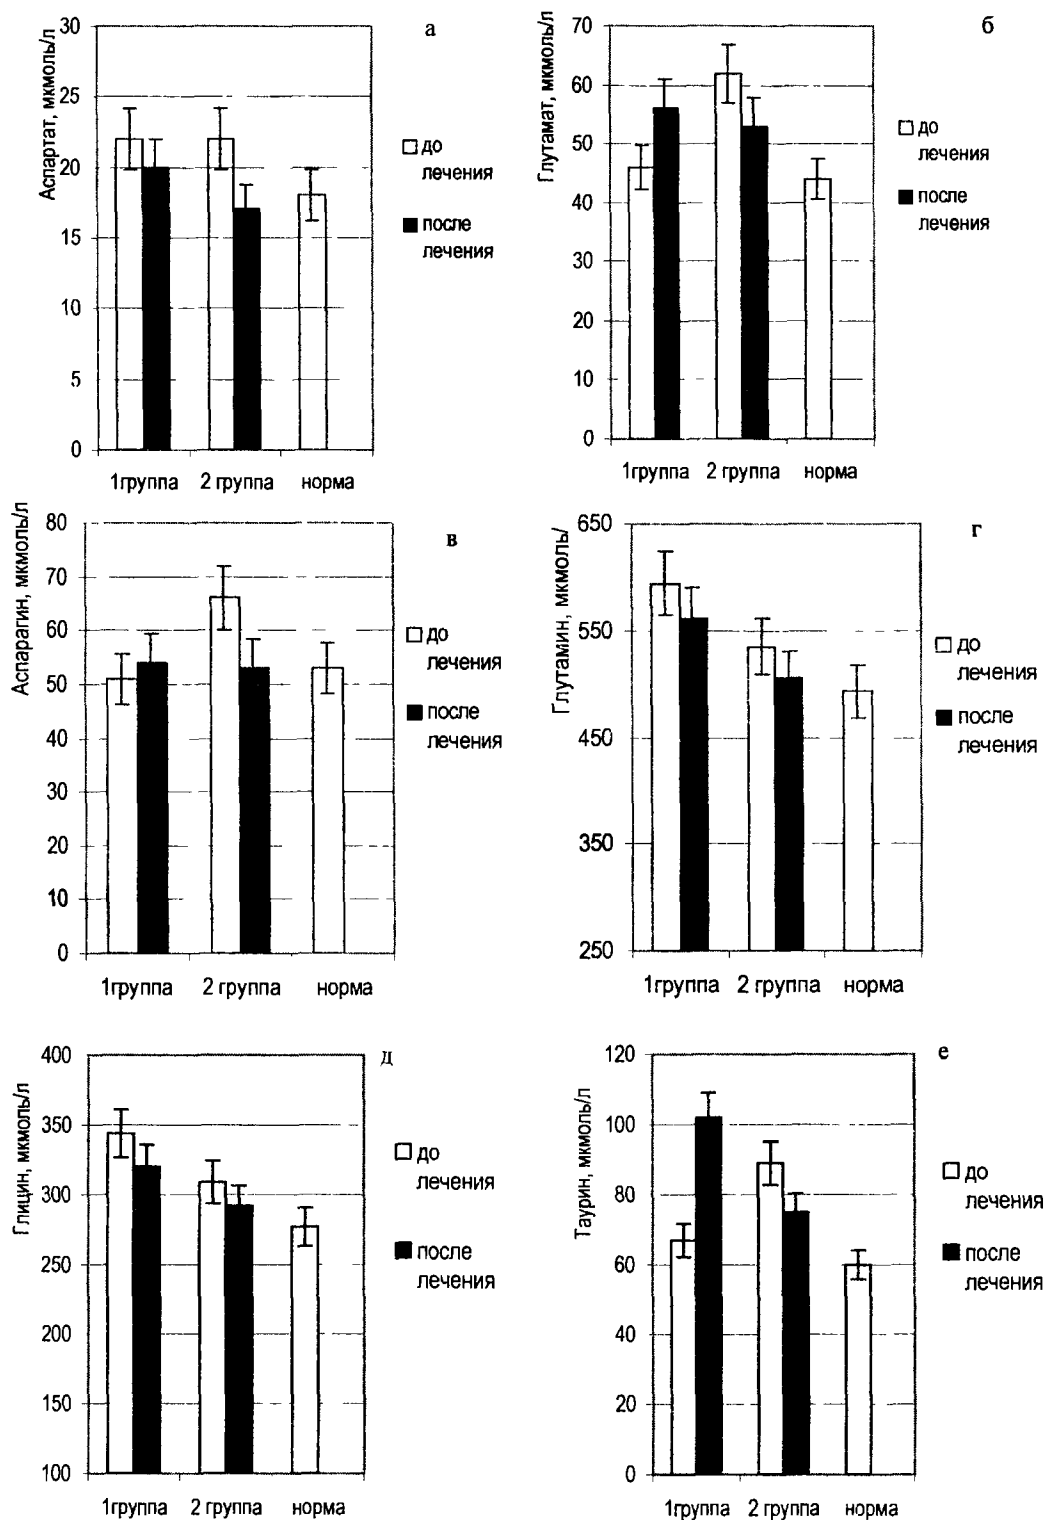 а
Аспартат, мкмоль/л
30
25
20
15
10
5
0
1группа 2 группа норма
до
лечения
после
лечения
б
Глутамат, мкмоль/л
70
60
50
40
30
20
10
0
1группа 2 группа норма
до
лечения
после
лечения
в
Аспарагин, мкмоль/л
80
70
60
50
40
30
20
10
0
1группа 2 группа норма
до
лечения
после
лечения
г
Глутамин, мкмоль/
650
550
450
350
250
1группа 2 группа норма
до
лечения
после
лечения
д
Глицин, мкмоль/л
400
350
300
250
200
150
100
1группа 2 группа норма
до
лечения
после
лечения
е
Таурин, мкмоль/л
120
100
80
60
40
20
0
1группа 2 группа норма
до
лечения
после
лечения